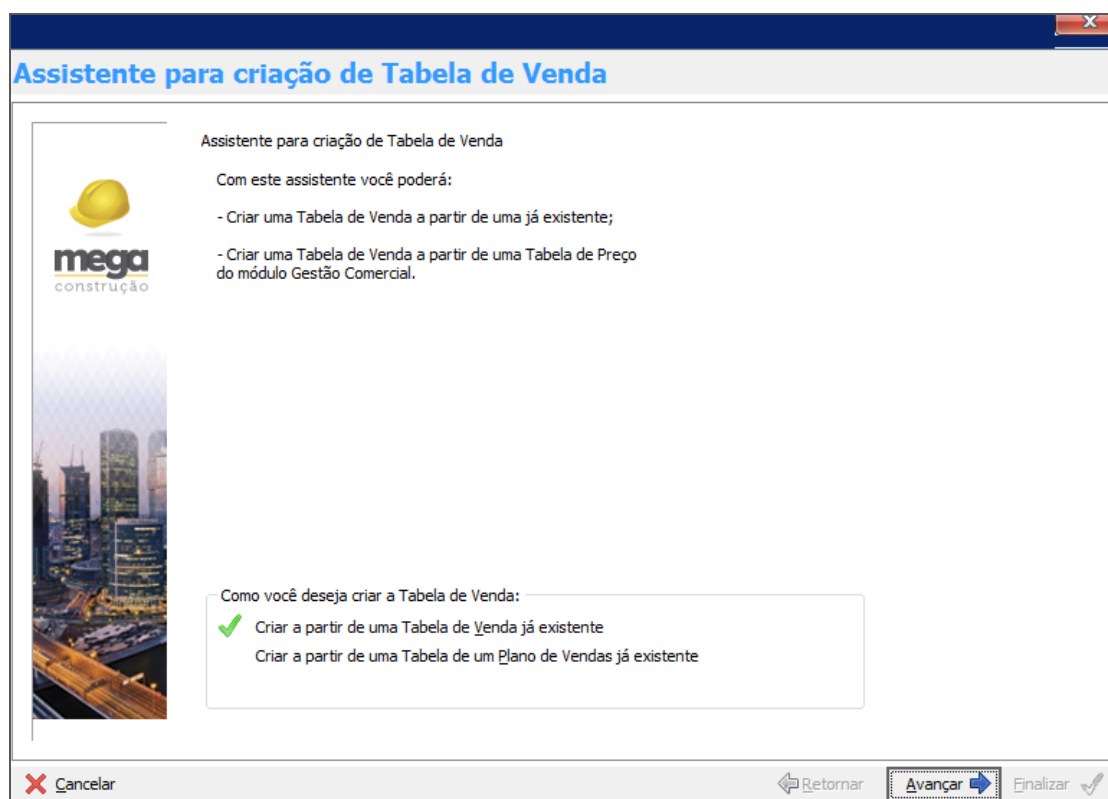 Assistente para criação de Tabela de Venda
Assistente para criação de Tabela de Venda
Com este assistente você poderá:
- Criar uma Tabela de Venda a partir de uma já existente;
- Criar uma Tabela de Venda a partir de uma Tabela de Preço
do módulo Gestão Comercial.
mega
construção
Como você deseja criar a Tabela de Venda:
Criar a partir de uma Tabela de Venda já existente
Criar a partir de uma Tabela de um Plano de Vendas já existente
Cancelar
Retornar
Avançar
Finalizar